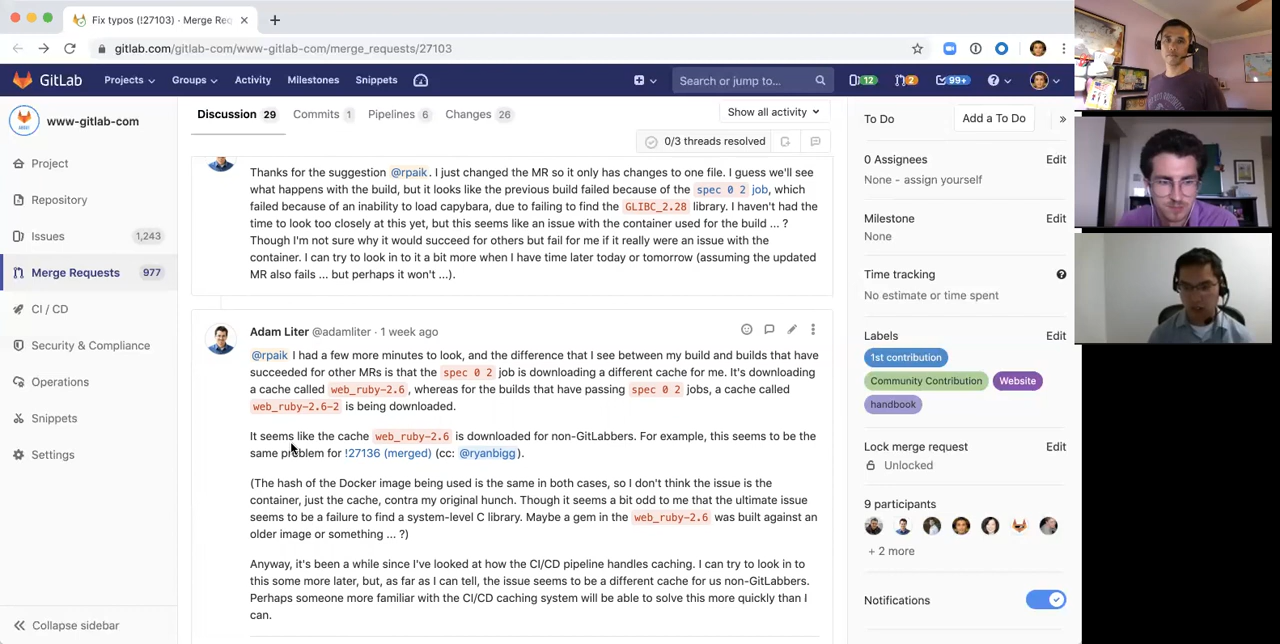 Fix typos (!27103) · Merge Req
gitlab.com/gitlab-com/www-gitlab-com/merge_requests/27103
GitLab Projects Groups Activity Milestones Snippets Search or jump to... 12 2 99+
www-gitlab-com
Project
Repository
Issues 1,243
Merge Requests 977
CI / CD
Security & Compliance
Operations
Snippets
Settings
Collapse sidebar
Discussion 29 Commits 1 Pipelines 6 Changes 26
Show all activity
0/3 threads resolved
Thanks for the suggestion @rpaik. I just changed the MR so it only has changes to one file. I guess we'll see
what happens with the build, but it looks like the previous build failed because of the spec 0 2 job, which
failed because of an inability to load capybara, due to failing to find the GLIBC_2.28 library. I haven't had the
time to look too closely at this yet, but this seems like an issue with the container used for the build ... ?
Though I'm not sure why it would succeed for others but fail for me if it really were an issue with the
container. I can try to look in to it a bit more when I have time later today or tomorrow (assuming the updated
MR also fails ... but perhaps it won't ...).
Adam Liter @adamliter · 1 week ago
@rpaik I had a few more minutes to look, and the difference that I see between my build and builds that have
succeeded for other MRs is that the spec 0 2 job is downloading a different cache for me. It's downloading
a cache called web_ruby-2.6, whereas for the builds that have passing spec 0 2 jobs, a cache called
web_ruby-2.6-2 is being downloaded.
It seems like the cache web_ruby-2.6 is downloaded for non-GitLabbers. For example, this seems to be the
same problem for !27136 (merged) (cc: @ryanbigg).
(The hash of the Docker image being used is the same in both cases, so I don't think the issue is the
container, just the cache, contra my original hunch. Though it seems a bit odd to me that the ultimate issue
seems to be a failure to find a system-level C library. Maybe a gem in the web_ruby-2.6 was built against an
older image or something ... ?)
Anyway, it's been a while since I've looked at how the CI/CD pipeline handles caching. I can try to look in to
this some more later, but, as far as I can tell, the issue seems to be a different cache for us non-GitLabbers.
Perhaps someone more familiar with the CI/CD caching system will be able to solve this more quickly than I
can.
To Do Add a To Do
0 Assignees Edit
None - assign yourself
Milestone Edit
None
Time tracking
No estimate or time spent
Labels Edit
1st contribution
Community Contribution Website
handbook
Lock merge request Edit
Unlocked
9 participants
+ 2 more
Notifications